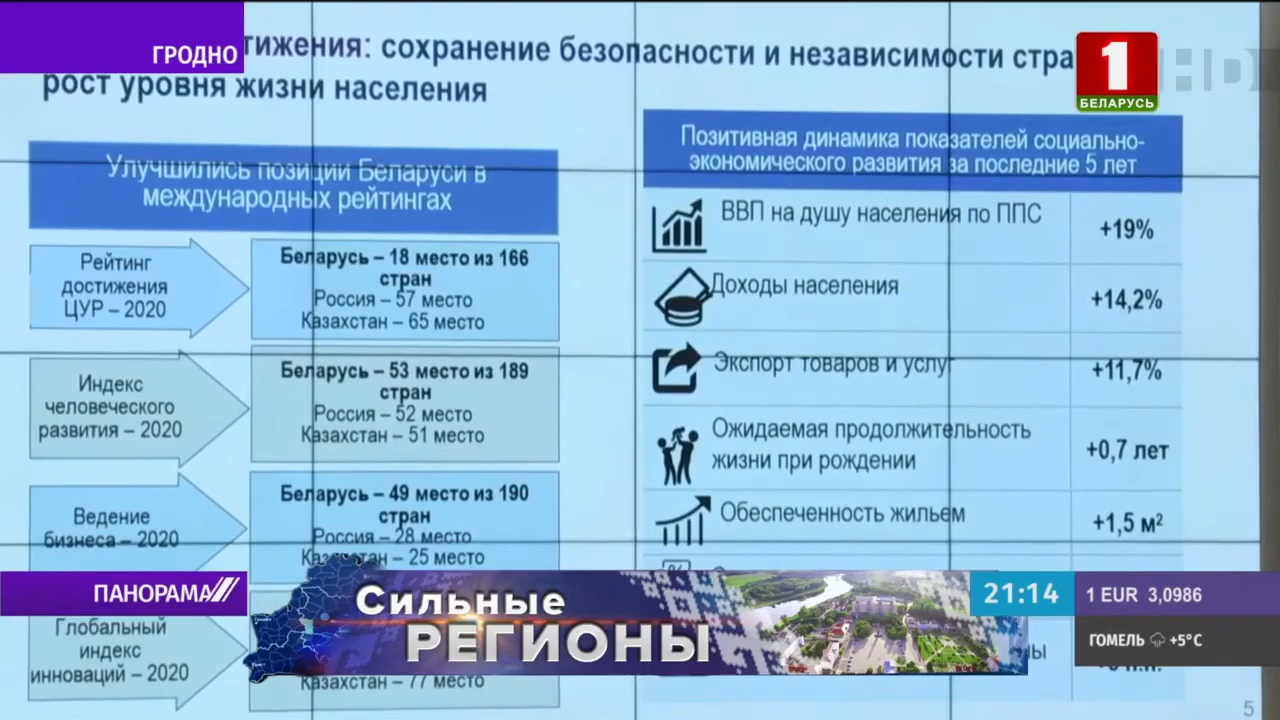 ГРОДНО
тижения: сохранение безопасности и независимости стра
рост уровня жизни населения
1
HD
БЕЛАРУСЬ
Улучшились позиции Беларуси в
международных рейтингах
Рейтинг
достижения
ЦУР – 2020
Беларусь – 18 место из 166
стран
Россия – 57 место
Казахстан – 65 место
Индекс
человеческого
развития – 2020
Беларусь – 53 место из 189
стран
Россия – 52 место
Казахстан – 51 место
Ведение
бизнеса – 2020
Беларусь – 49 место из 190
стран
Россия – 28 место
Казахстан – 25 место
Глобальный
индекс
инноваций – 2020
Казахстан – 77 место
Позитивная динамика показателей социально-
экономического развития за последние 5 лет
ВВП на душу населения по ППС
+19%
Доходы населения
+14,2%
Экспорт товаров и услуг
+11,7%
Ожидаемая продолжительность
жизни при рождении
+0,7 лет
Обеспеченность жильем
+1,5 м²
5
ПАНОРАМА
Сильные
РЕГИОНЫ
21:14
1 EUR 3,0986
ГОМЕЛЬ +5°C